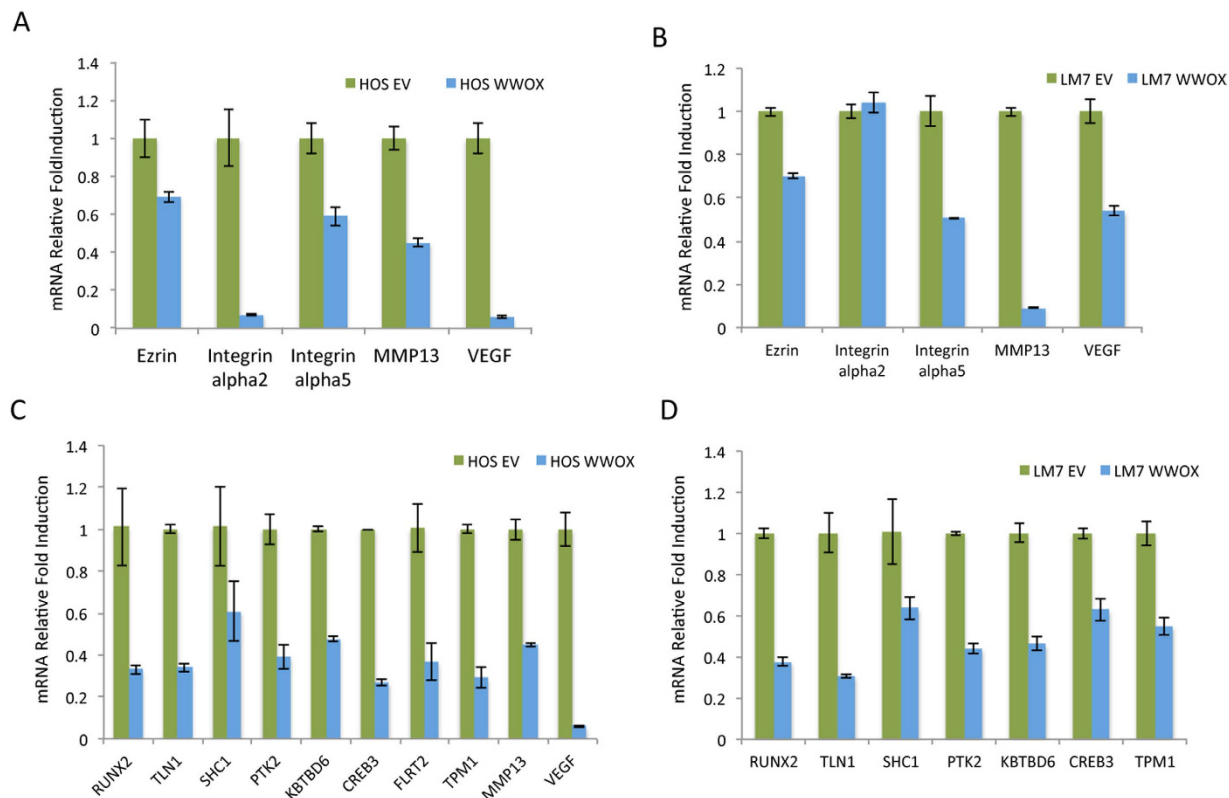 A
mRNA Relative FoldInduction
1.4
1.2
1
0.8
0.6
0.4
0.2
0
HOS EV HOS WWOX
Ezrin Integrin Integrin MMP13 VEGF
alpha2 alpha5
B
mRNA Relative Fold Induction
1.2
1
0.8
0.6
0.4
0.2
0
LM7 EV LM7 WWOX
Ezrin Integrin Integrin MMP13 VEGF
alpha2 alpha5
C
mRNA Relative Fold Induction
1.4
1.2
1
0.8
0.6
0.4
0.2
0
HOS EV HOS WWOX
RUNX2 TLN1 SHC1 PTK2 KBTBD6 CREB3 FLRT2 TPM1 MMP13 VEGF
D
mRNA Relative Fold Induction
1.4
1.2
1
0.8
0.6
0.4
0.2
0
LM7 EV LM7 WWOX
RUNX2 TLN1 SHC1 PTK2 KBTBD6 CREB3 TPM1